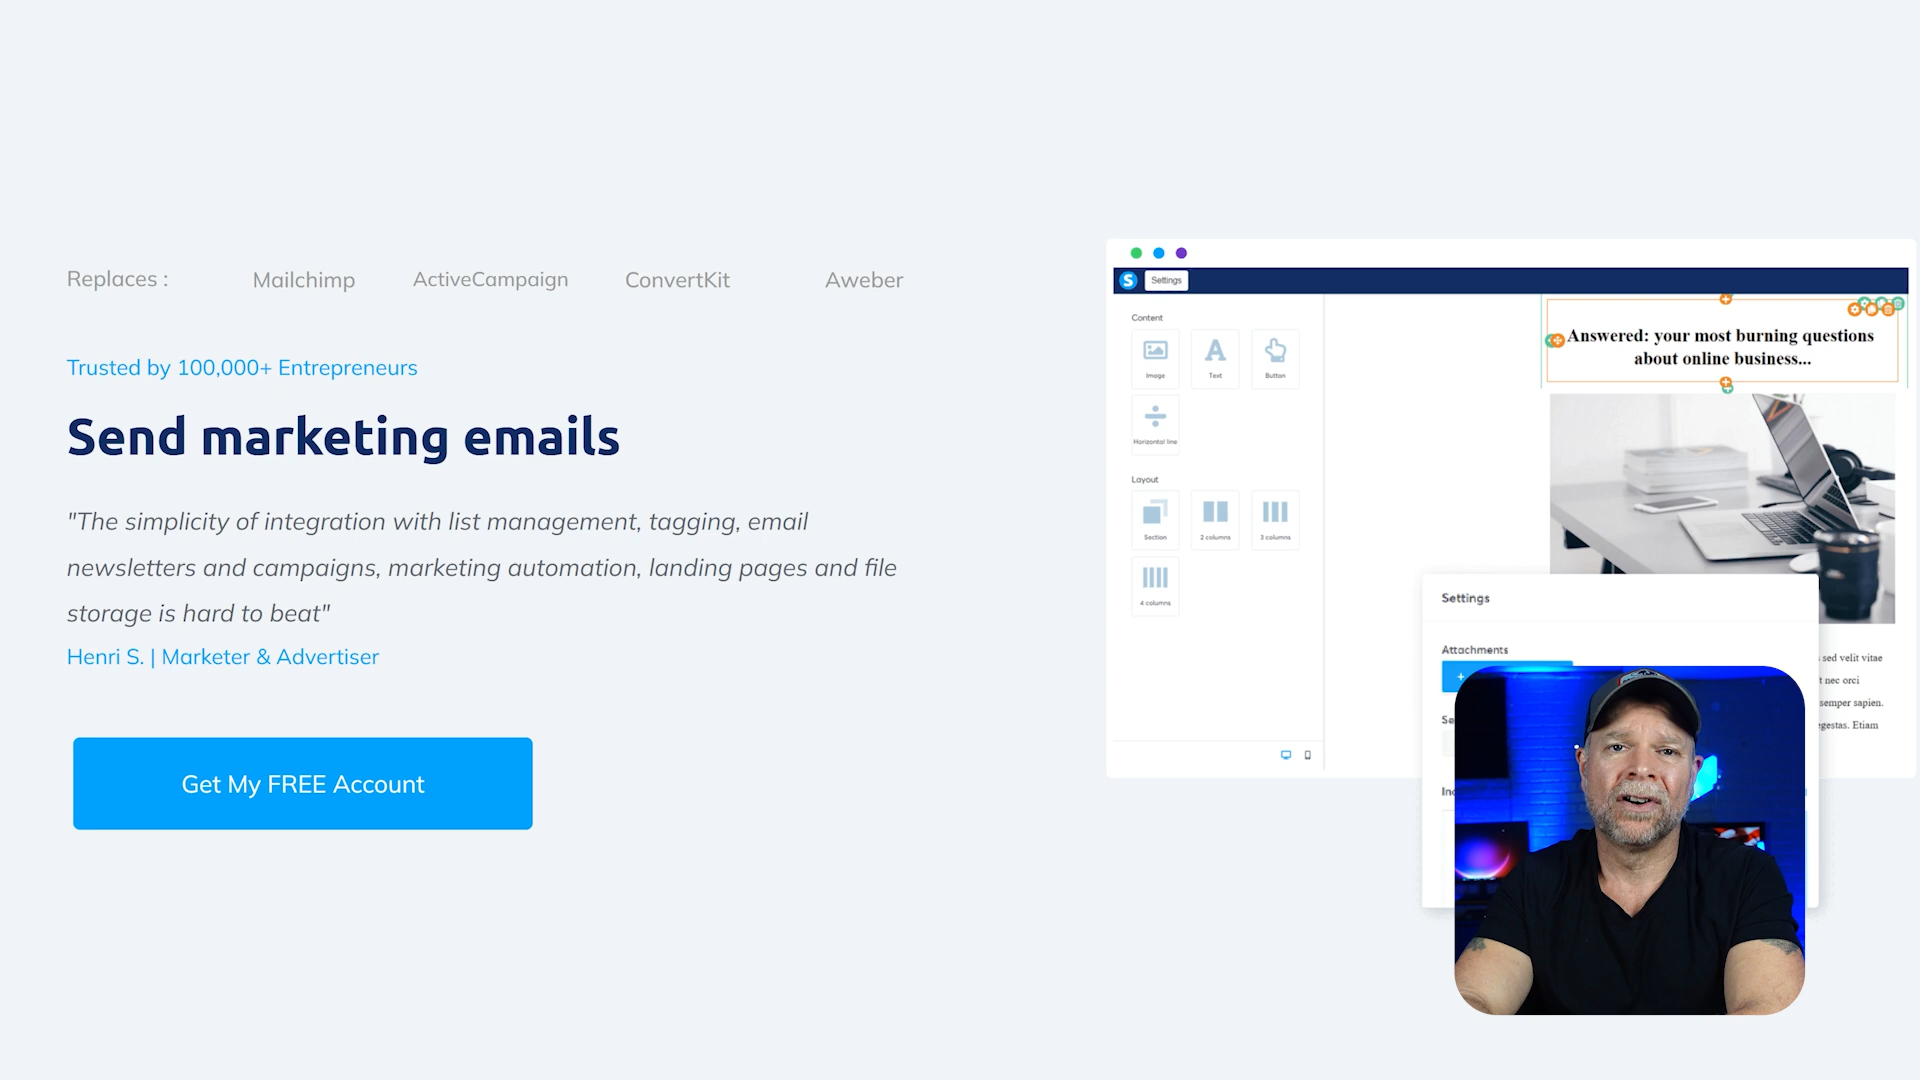 Replaces :
Mailchimp
ActiveCampaign
ConvertKit
Aweber
Trusted by 100,000+ Entrepreneurs
Send marketing emails
"The simplicity of integration with list management, tagging, email
newsletters and campaigns, marketing automation, landing pages and file
storage is hard to beat"
Henri S. | Marketer & Advertiser
Get My FREE Account
S
Settings
Content
Image
Text
Button
Horizontal line
Layout
Section
2 columns
3 columns
4 columns
Answered: your most burning questions
about online business...
Settings
Attachments
+
sed velit vitae
nec orci
semper sapien.
Etiam